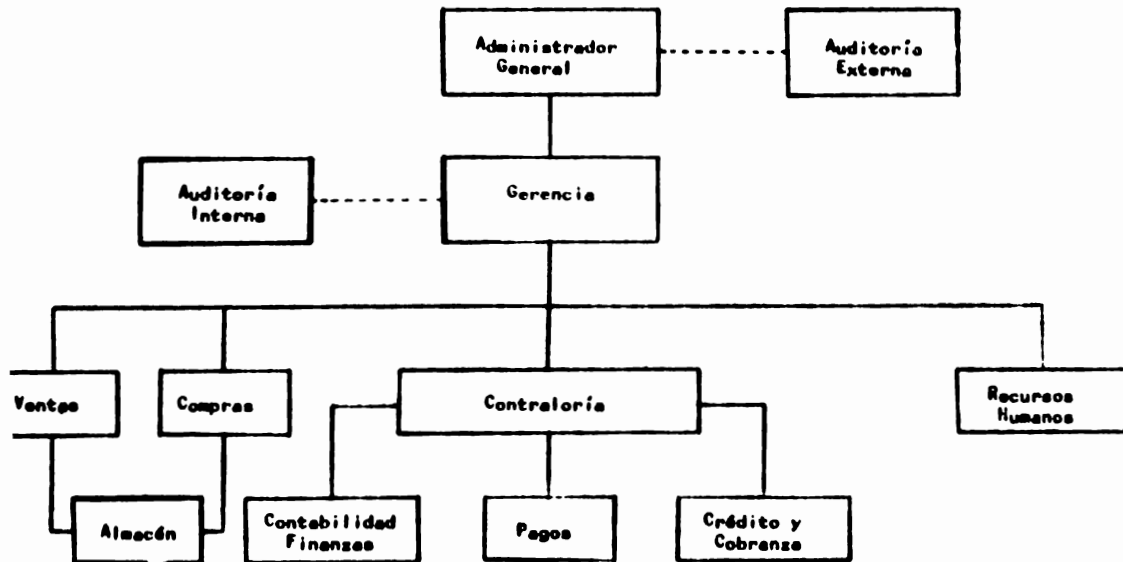 Administrador
General
Auditoría
Externa
Auditoría
Interna
Gerencia
Ventas
Compras
Contraloría
Recursos
Humanos
Almacén
Contabilidad
Finanzas
Pagos
Crédito y
Cobranza